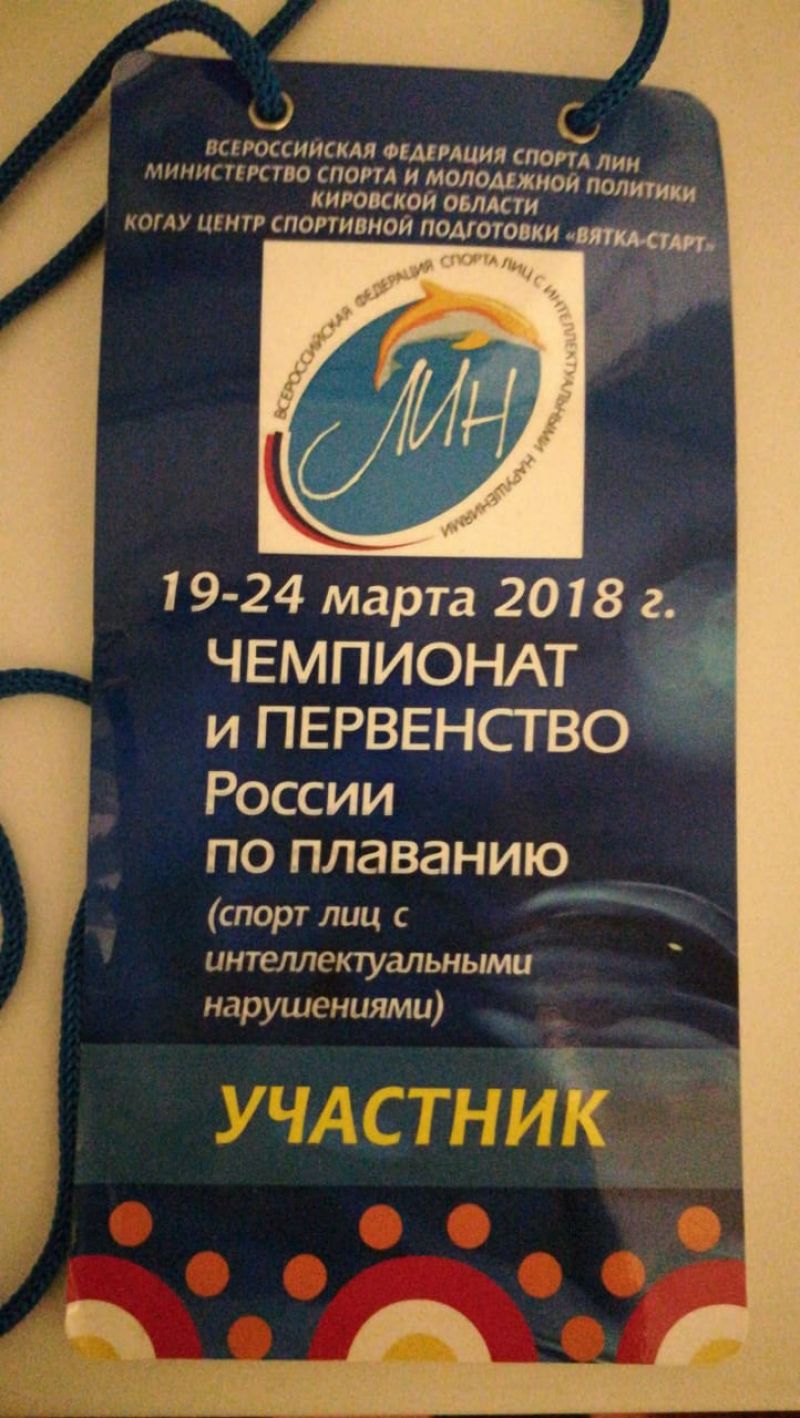 ВСЕРОССИЙСКАЯ ФЕДЕРАЦИЯ СПОРТА ЛИН
МИНИСТЕРСТВО СПОРТА И МОЛОДЕЖНОЙ ПОЛИТИКИ
КИРОВСКОЙ ОБЛАСТИ
КОГАУ ЦЕНТР СПОРТИВНОЙ ПОДГОТОВКИ «ВЯТКА-СТАРТ»
ВСЕРОССИЙСКАЯ ФЕДЕРАЦИЯ СПОРТА ЛИЦ С ИНТЕЛЛЕКТУАЛЬНЫМИ НАРУШЕНИЯМИ
ЛИН
19-24 марта 2018 г.
ЧЕМПИОНАТ
и ПЕРВЕНСТВО
России
по плаванию
(спорт лиц с
интеллектуальными
нарушениями)
УЧАСТНИК